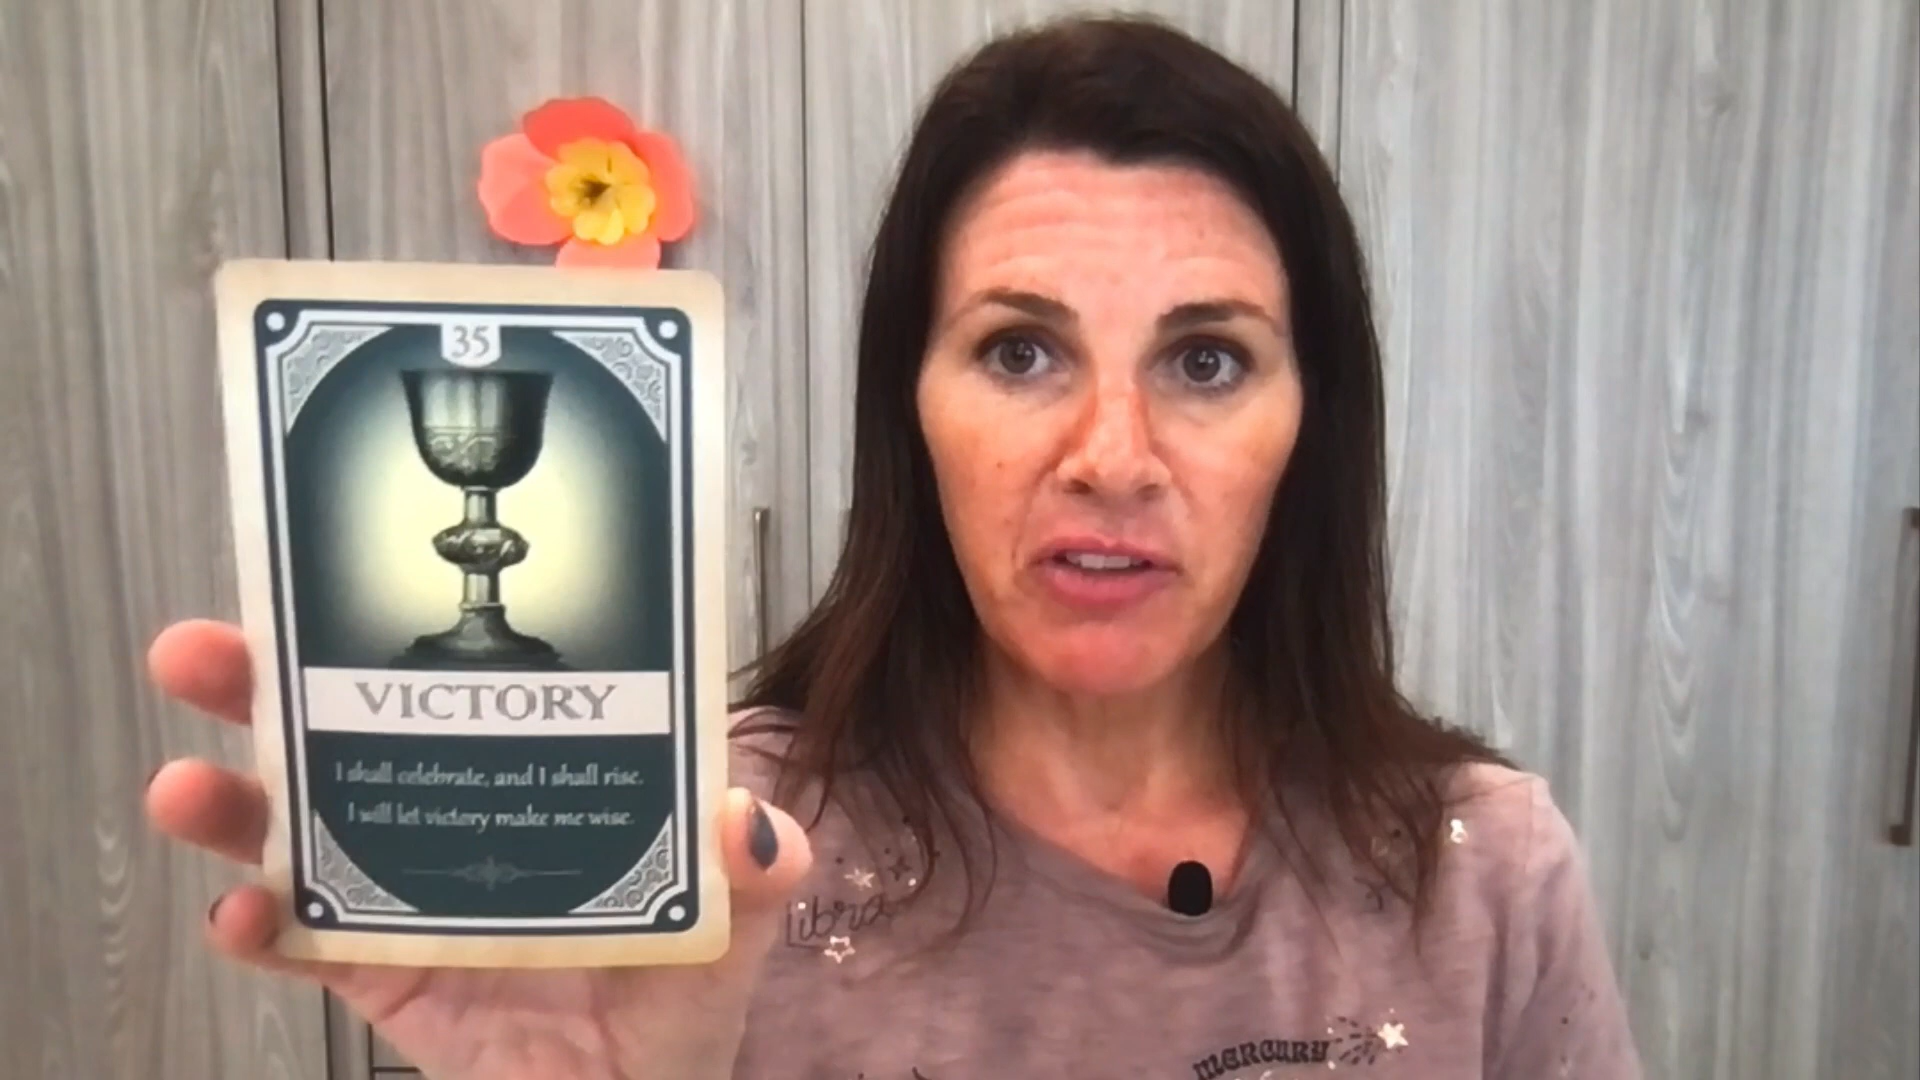 35
VICTORY
I shall celebrate, and I shall rise.
I will let victory make me wise.
Libra
MERCURY